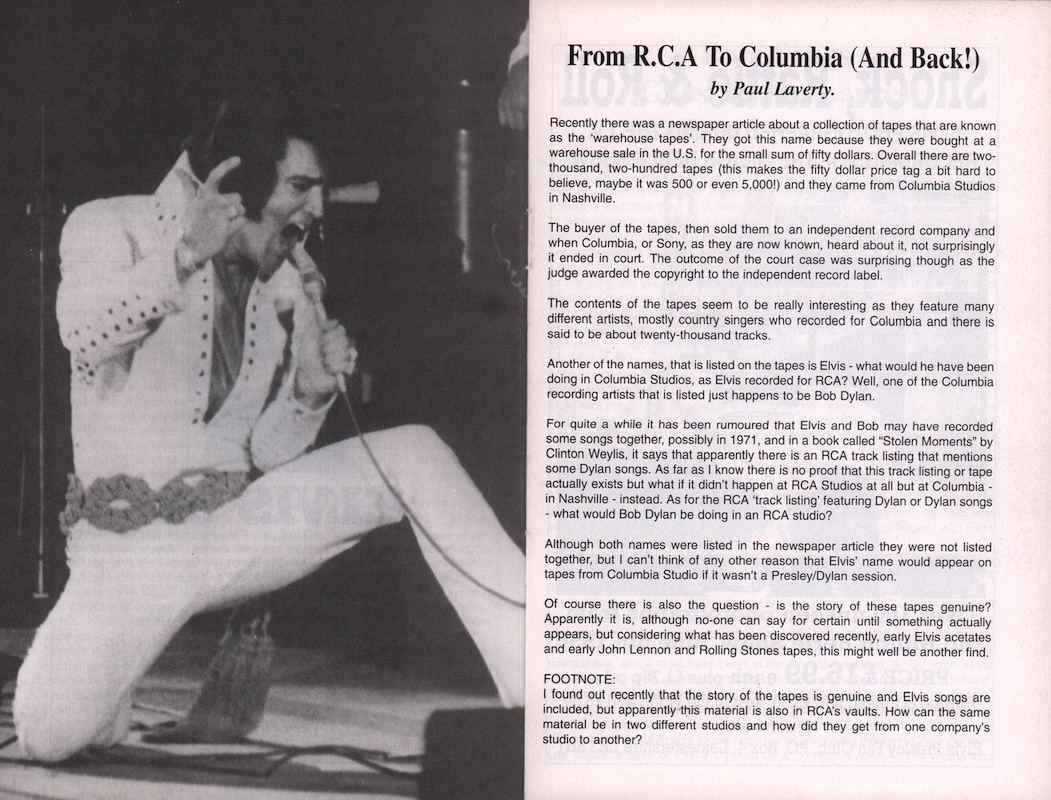 From R.C.A To Columbia (And Back!)
by Paul Laverty.
Recently there was a newspaper article about a collection of tapes that are known
as the ‘warehouse tapes’. They got this name because they were bought at a
warehouse sale in the U.S. for the small sum of fifty dollars. Overall there are two-
thousand, two-hundred tapes (this makes the fifty dollar price tag a bit hard to
believe, maybe it was 500 or even 5,000!) and they came from Columbia Studios
in Nashville.
The buyer of the tapes, then sold them to an independent record company and
when Columbia, or Sony, as they are now known, heard about it, not surprisingly
it ended in court. The outcome of the court case was surprising though as the
judge awarded the copyright to the independent record label.
The contents of the tapes seem to be really interesting as they feature many
different artists, mostly country singers who recorded for Columbia and there is
said to be about twenty-thousand tracks.
Another of the names, that is listed on the tapes is Elvis - what would he have been
doing in Columbia Studios, as Elvis recorded for RCA? Well, one of the Columbia
recording artists that is listed just happens to be Bob Dylan.
For quite a while it has been rumoured that Elvis and Bob may have recorded
some songs together, possibly in 1971, and in a book called “Stolen Moments” by
Clinton Weylis, it says that apparently there is an RCA track listing that mentions
some Dylan songs. As far as I know there is no proof that this track listing or tape
actually exists but what if it didn’t happen at RCA Studios at all but at Columbia -
in Nashville - instead. As for the RCA ‘track listing’ featuring Dylan or Dylan songs
- what would Bob Dylan be doing in an RCA studio?
Although both names were listed in the newspaper article they were not listed
together, but I can’t think of any other reason that Elvis’ name would appear on
tapes from Columbia Studio if it wasn’t a Presley/Dylan session.
Of course there is also the question - is the story of these tapes genuine?
Apparently it is, although no-one can say for certain until something actually
appears, but considering what has been discovered recently, early Elvis acetates
and early John Lennon and Rolling Stones tapes, this might well be another find.
FOOTNOTE:
I found out recently that the story of the tapes is genuine and Elvis songs are
included, but apparently this material is also in RCA’s vaults. How can the same
material be in two different studios and how did they get from one company’s
studio to another?